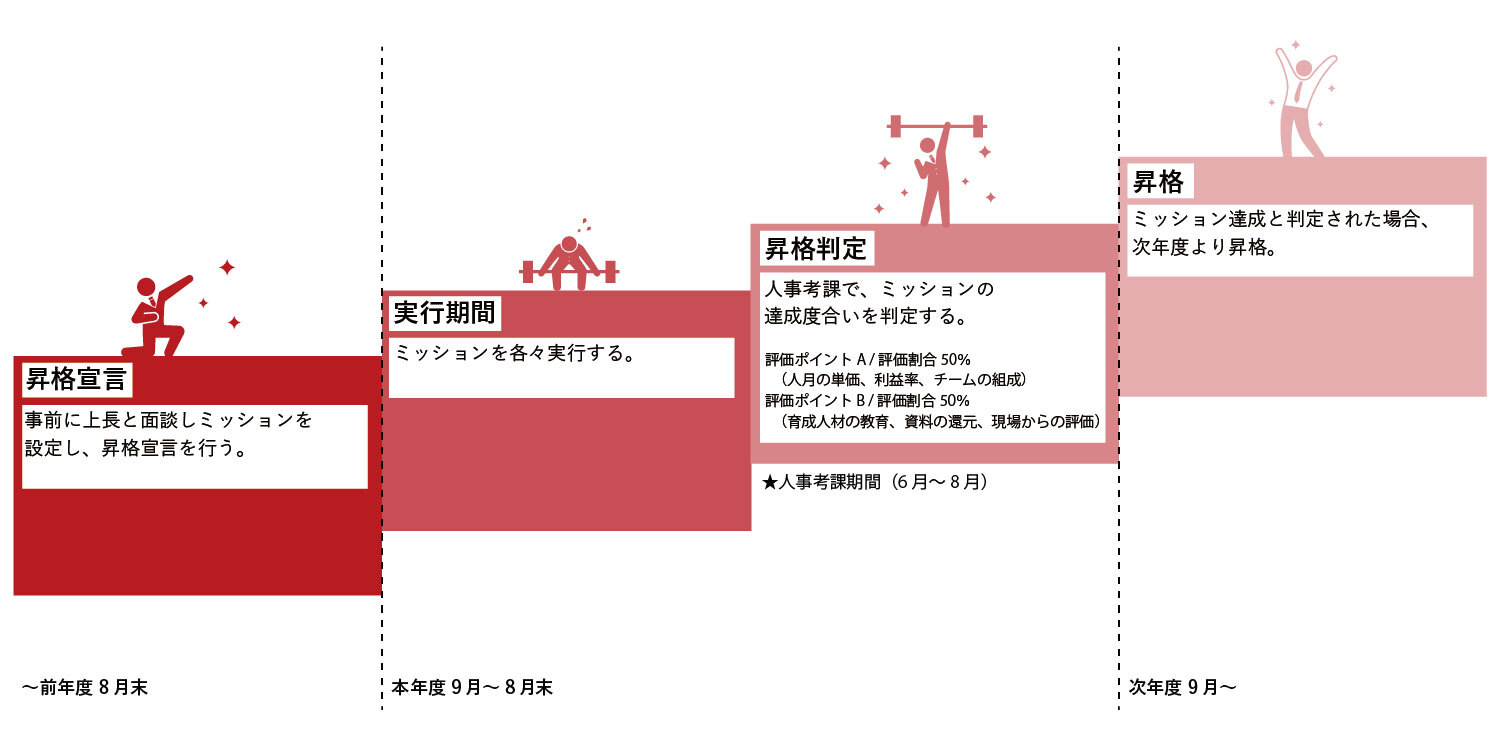 昇格宣言
事前に上長と面談しミッションを
設定し、昇格宣言を行う。
実行期間
ミッションを各々実行する。
昇格判定
人事考課で、ミッションの
達成度合いを判定する。
評価ポイント A / 評価割合 50%
（人月の単価、利益率、チームの組成）
評価ポイント B / 評価割合 50%
（育成人材の教育、資料の還元、現場からの評価）
★人事考課期間（6 月〜 8 月）
昇格
ミッション達成と判定された場合、
次年度より昇格。
〜前年度 8 月末
本年度 9 月〜 8 月末
次年度 9 月〜